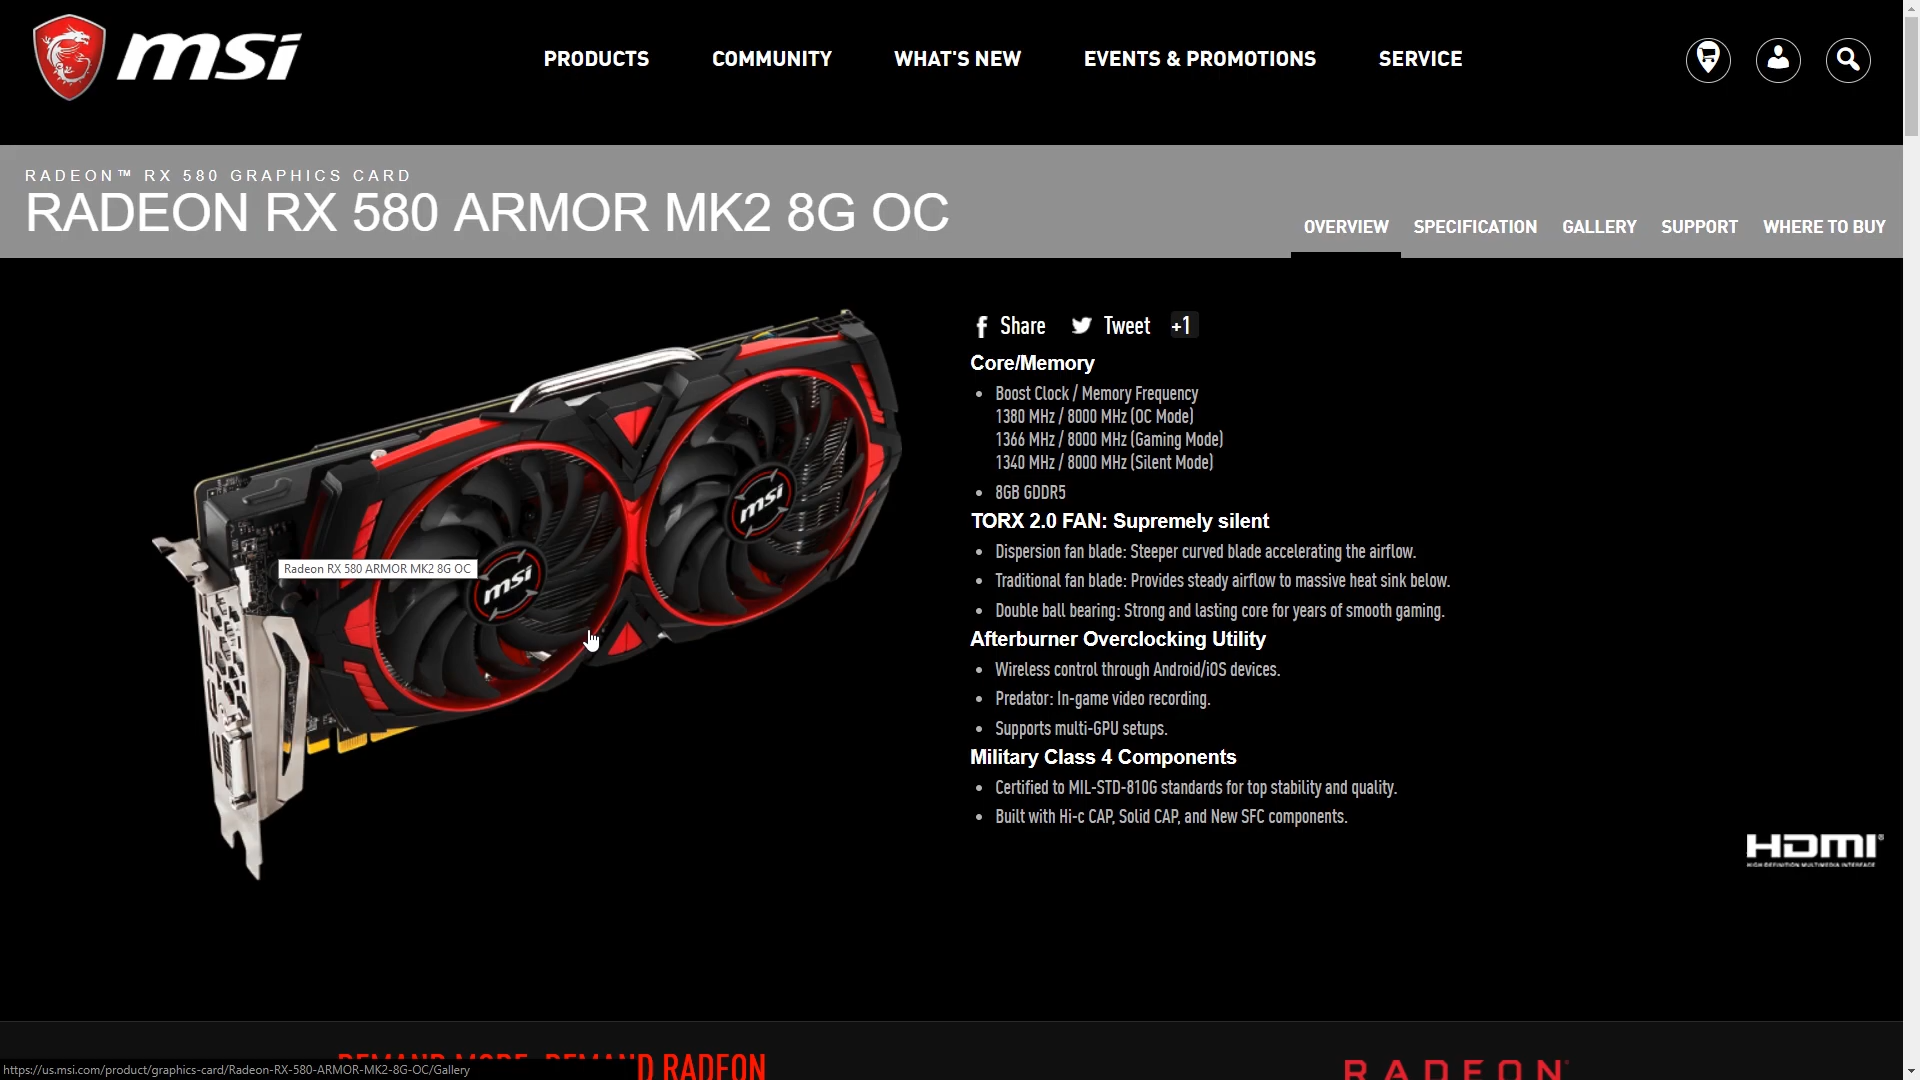 msi
PRODUCTS
COMMUNITY
WHAT'S NEW
EVENTS & PROMOTIONS
SERVICE
RADEON™ RX 580 GRAPHICS CARD
RADEON RX 580 ARMOR MK2 8G OC
OVERVIEW
SPECIFICATION
GALLERY
SUPPORT
WHERE TO BUY
Share
Tweet
+1
Core/Memory
• Boost Clock / Memory Frequency
1380 MHz / 8000 MHz (OC Mode)
1366 MHz / 8000 MHz (Gaming Mode)
1340 MHz / 8000 MHz (Silent Mode)
• 8GB GDDR5
TORX 2.0 FAN: Supremely silent
• Dispersion fan blade: Steeper curved blade accelerating the airflow.
• Traditional fan blade: Provides steady airflow to massive heat sink below.
• Double ball bearing: Strong and lasting core for years of smooth gaming.
Afterburner Overclocking Utility
• Wireless control through Android/iOS devices.
• Predator: In-game video recording.
• Supports multi-GPU setups.
Military Class 4 Components
• Certified to MIL-STD-810G standards for top stability and quality.
• Built with Hi-c CAP, Solid CAP, and New SFC components.
msi
msi
Radeon RX 580 ARMOR MK2 8G OC
HDMI®
HIGH DEFINITION MULTIMEDIA INTERFACE
DEMAND MORE. DEMAND RADEON
RADEON
https://us.msi.com/product/graphics-card/Radeon-RX-580-ARMOR-MK2-8G-OC/Gallery